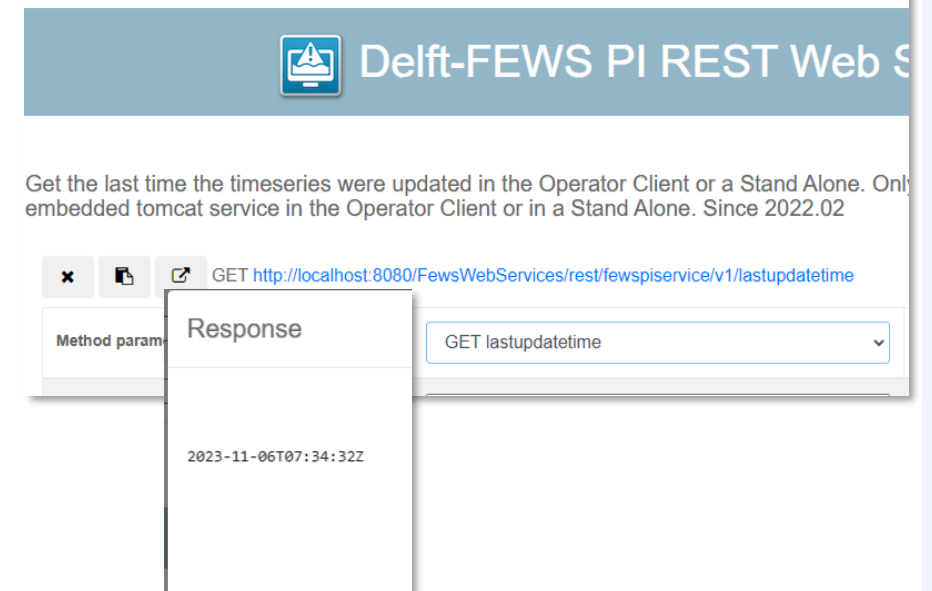 Delft-FEWS PI REST Web
Get the last time the timeseries were updated in the Operator Client or a Stand Alone.
embedded tomcat service in the Operator Client or in a Stand Alone. Since 2022.02
GET http://localhost:8080/FewsWebServices/rest/fewspiservice/v1/lastupdatetime
Method
GET lastupdatetime
Response
2023-11-06T07:34:32Z